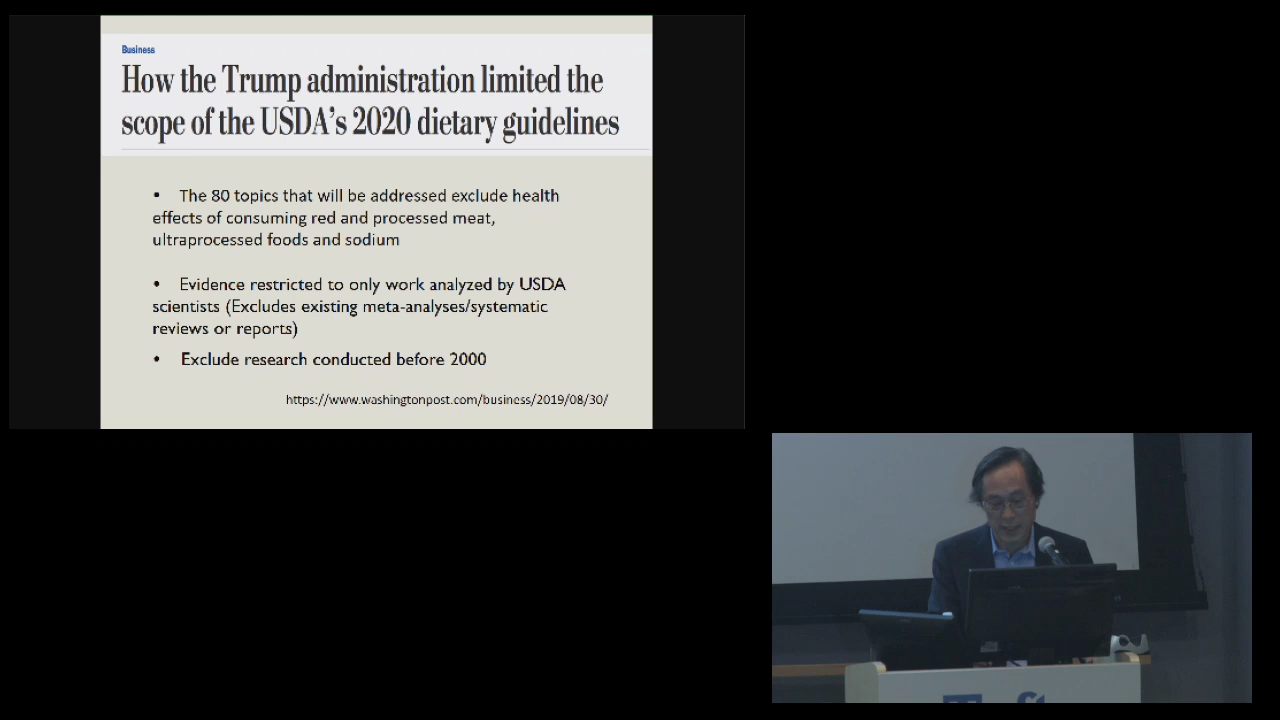 Business
How the Trump administration limited the
scope of the USDA's 2020 dietary guidelines
• The 80 topics that will be addressed exclude health
effects of consuming red and processed meat,
ultraprocessed foods and sodium
• Evidence restricted to only work analyzed by USDA
scientists (Excludes existing meta-analyses/systematic
reviews or reports)
• Exclude research conducted before 2000
https://www.washingtonpost.com/business/2019/08/30/